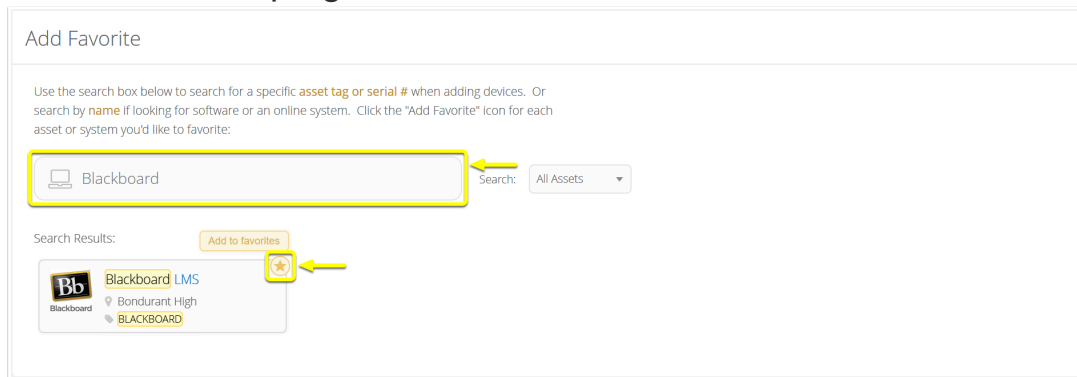 Add Favorite
Use the search box below to search for a specific asset tag or serial # when adding devices. Or
search by name if looking for software or an online system. Click the "Add Favorite" icon for each
asset or system you'd like to favorite:
Blackboard
Search: All Assets
Search Results:
Add to favorites
Bb
Blackboard
Blackboard LMS
Bondurant High
BLACKBOARD